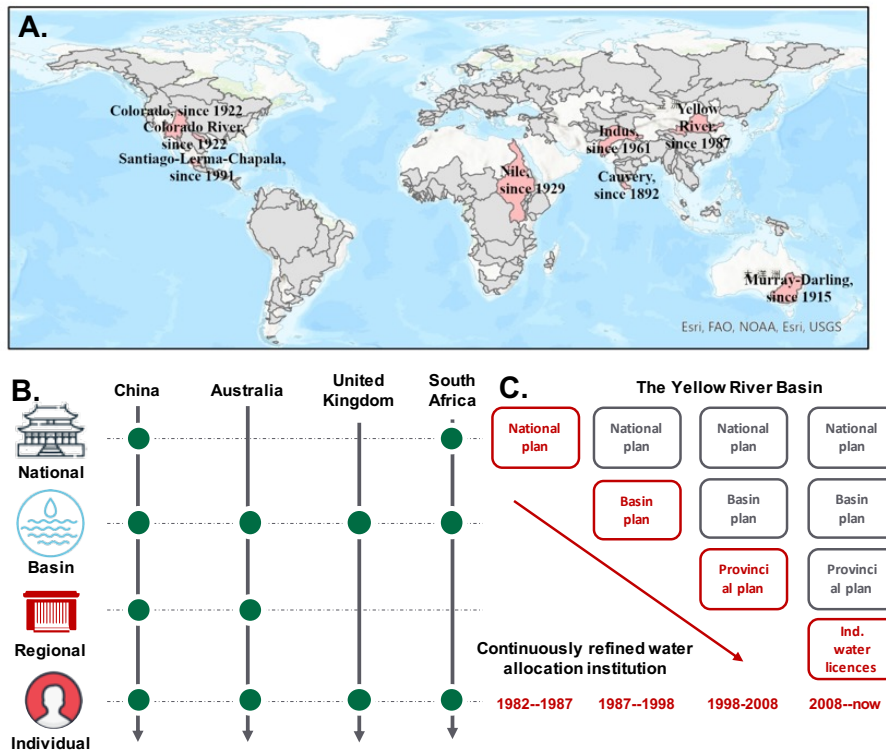 A.
Colorado, since 1922
Colorado River,
since 1922
Santiago-Lerma-Chapala,
since 1991
Nile,
since 1929
Indus,
since 1961
Yellow
River,
since 1987
Cauvery,
since 1892
Murray-Darling,
since 1915
Esri, FAO, NOAA, Esri, USGS
B.
China
Australia
United
Kingdom
South
Africa
National
Basin
Regional
Individual
C.
The Yellow River Basin
National
plan
National
plan
National
plan
National
plan
Basin
plan
Basin
plan
Basin
plan
Provinci
al plan
Provinci
al plan
Ind.
water
licences
Continuously refined water
allocation institution
1982--1987
1987--1998
1998-2008
2008--now